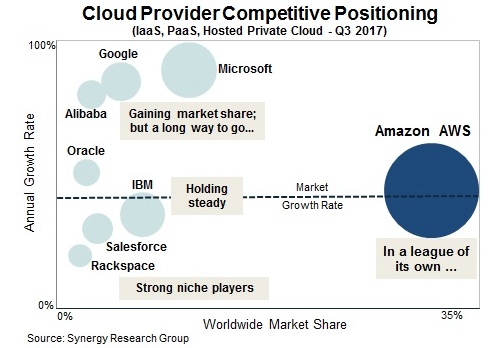 Cloud Provider Competitive Positioning
(IaaS, PaaS, Hosted Private Cloud - Q3 2017)
100%
Google
Microsoft
Alibaba
Gaining market share;
but a long way to go...
Amazon AWS
Oracle
IBM
Holding
steady
Market
Growth Rate
Annual Growth Rate
Salesforce
Rackspace
In a league of
its own ...
Strong niche players
0%
0%
35%
Worldwide Market Share
Source: Synergy Research Group